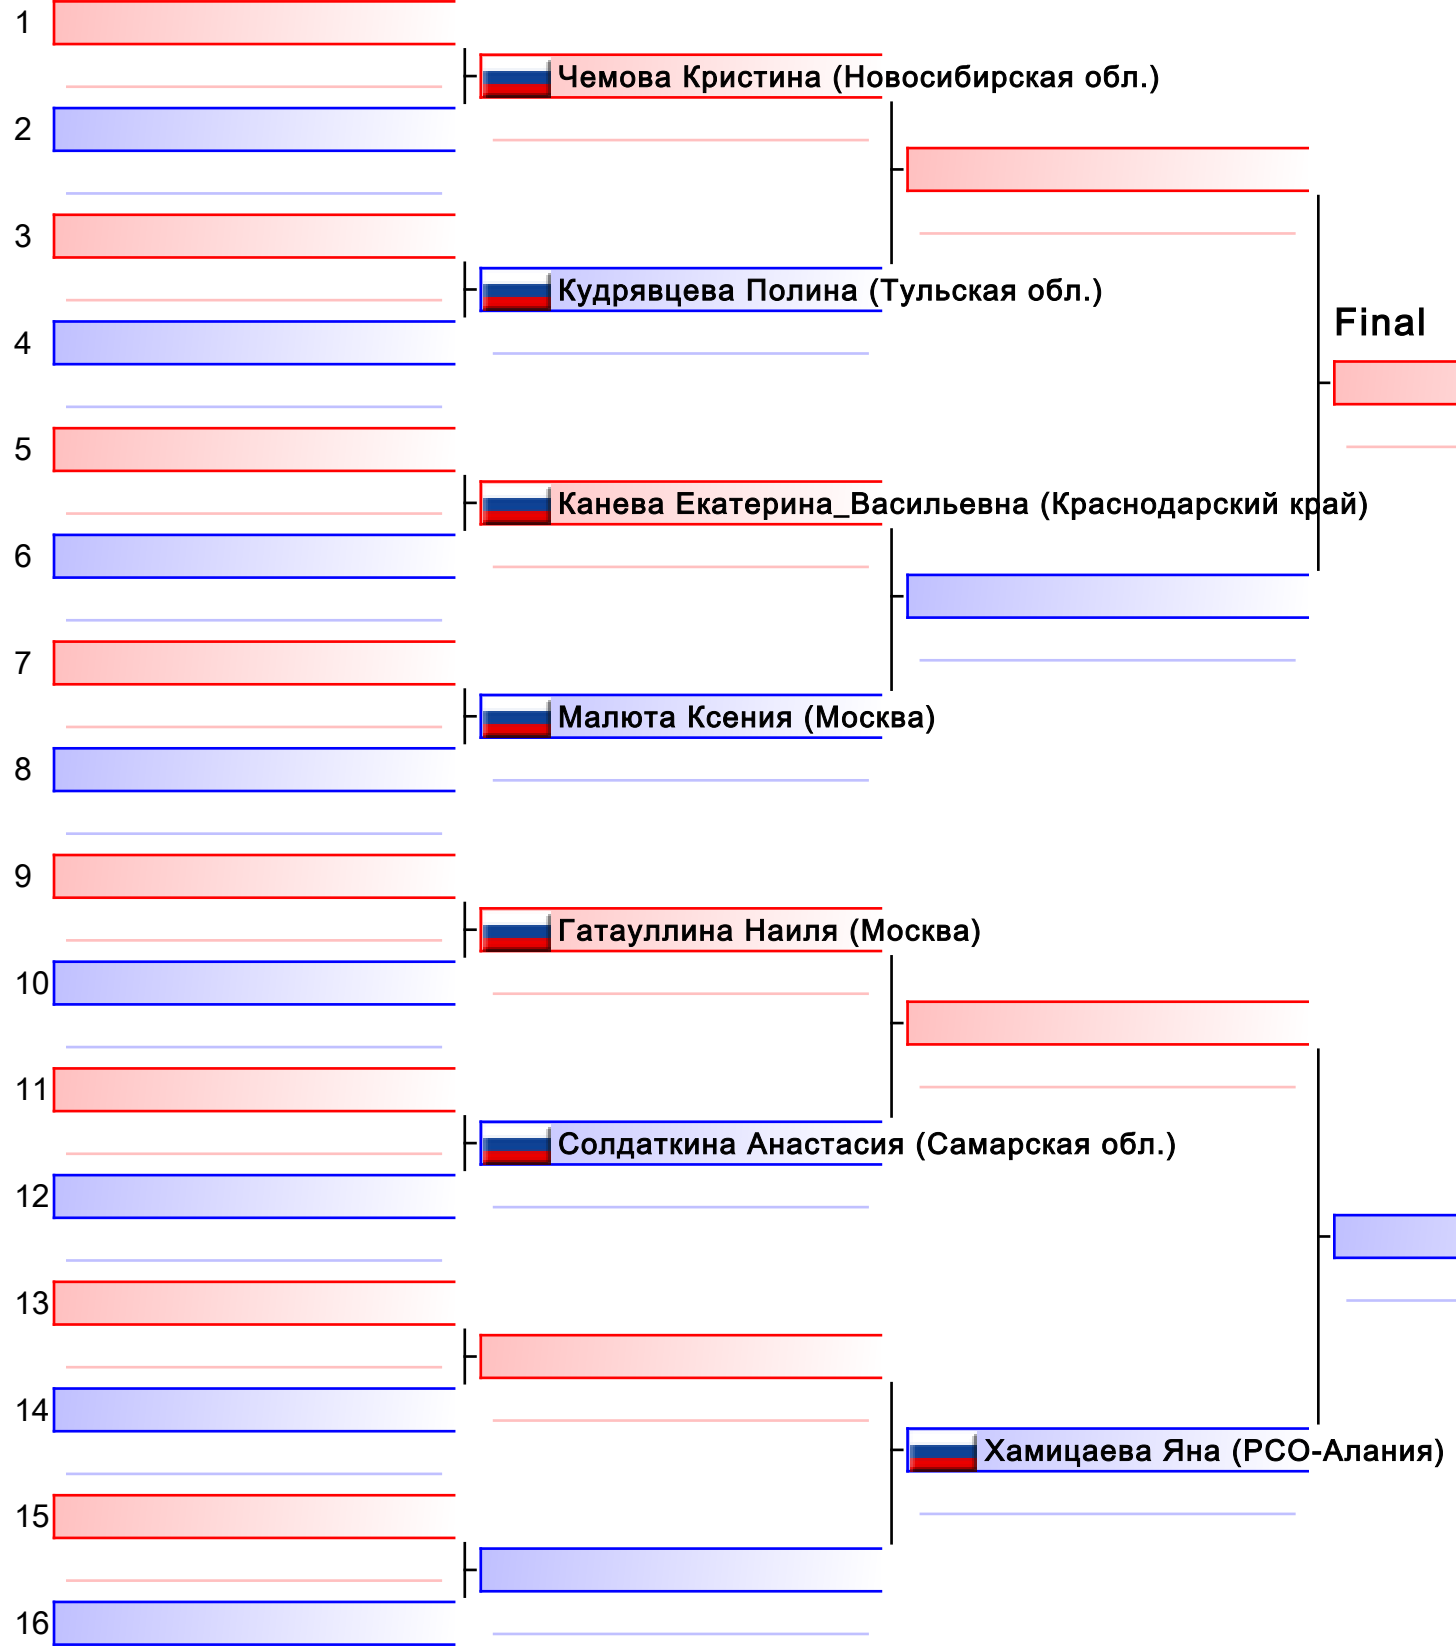 1
Чемова Кристина (Новосибирская обл.)
2
3
Кудрявцева Полина (Тульская обл.)
Final
4
5
Канева Екатерина_Васильевна (Краснодарский край)
6
7
Малюта Ксения (Москва)
8
9
Гатауллина Наиля (Москва)
10
11
Солдаткина Анастасия (Самарская обл.)
12
13
14
Хамицаева Яна (РСО-Алания)
15
16